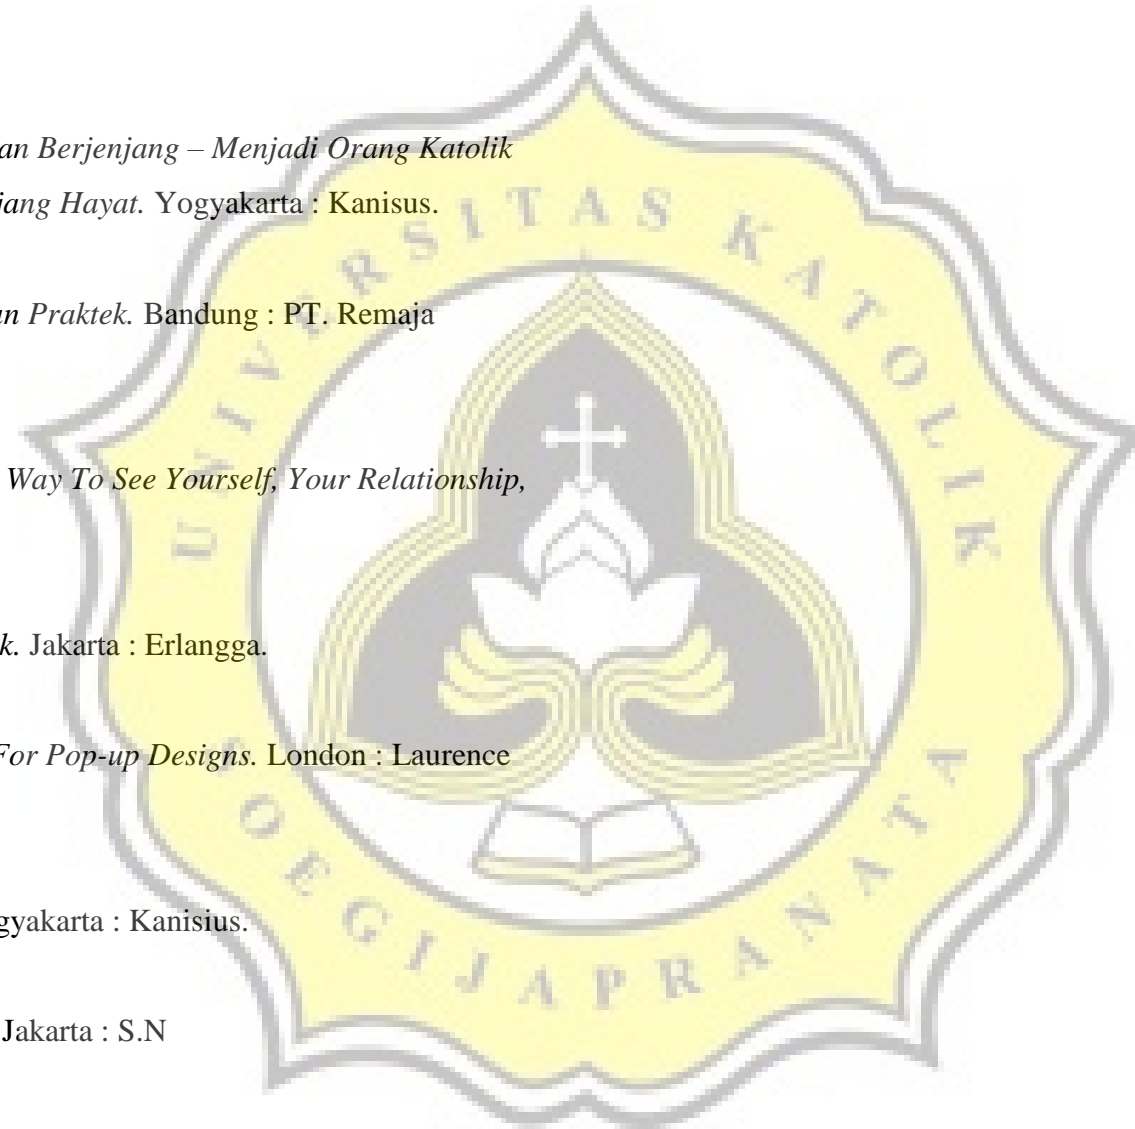 an Berjenjang – Menjadi Orang Katolik
jang Hayat. Yogyakarta : Kanisus.
n Praktek. Bandung : PT. Remaja
Way To See Yourself, Your Relationship,
k. Jakarta : Erlangga.
For Pop-up Designs. London : Laurence
gyakarta : Kanisius.
Jakarta : S.N
UNIVERSITAS KATOLIK
SOEGIJAPRANATA